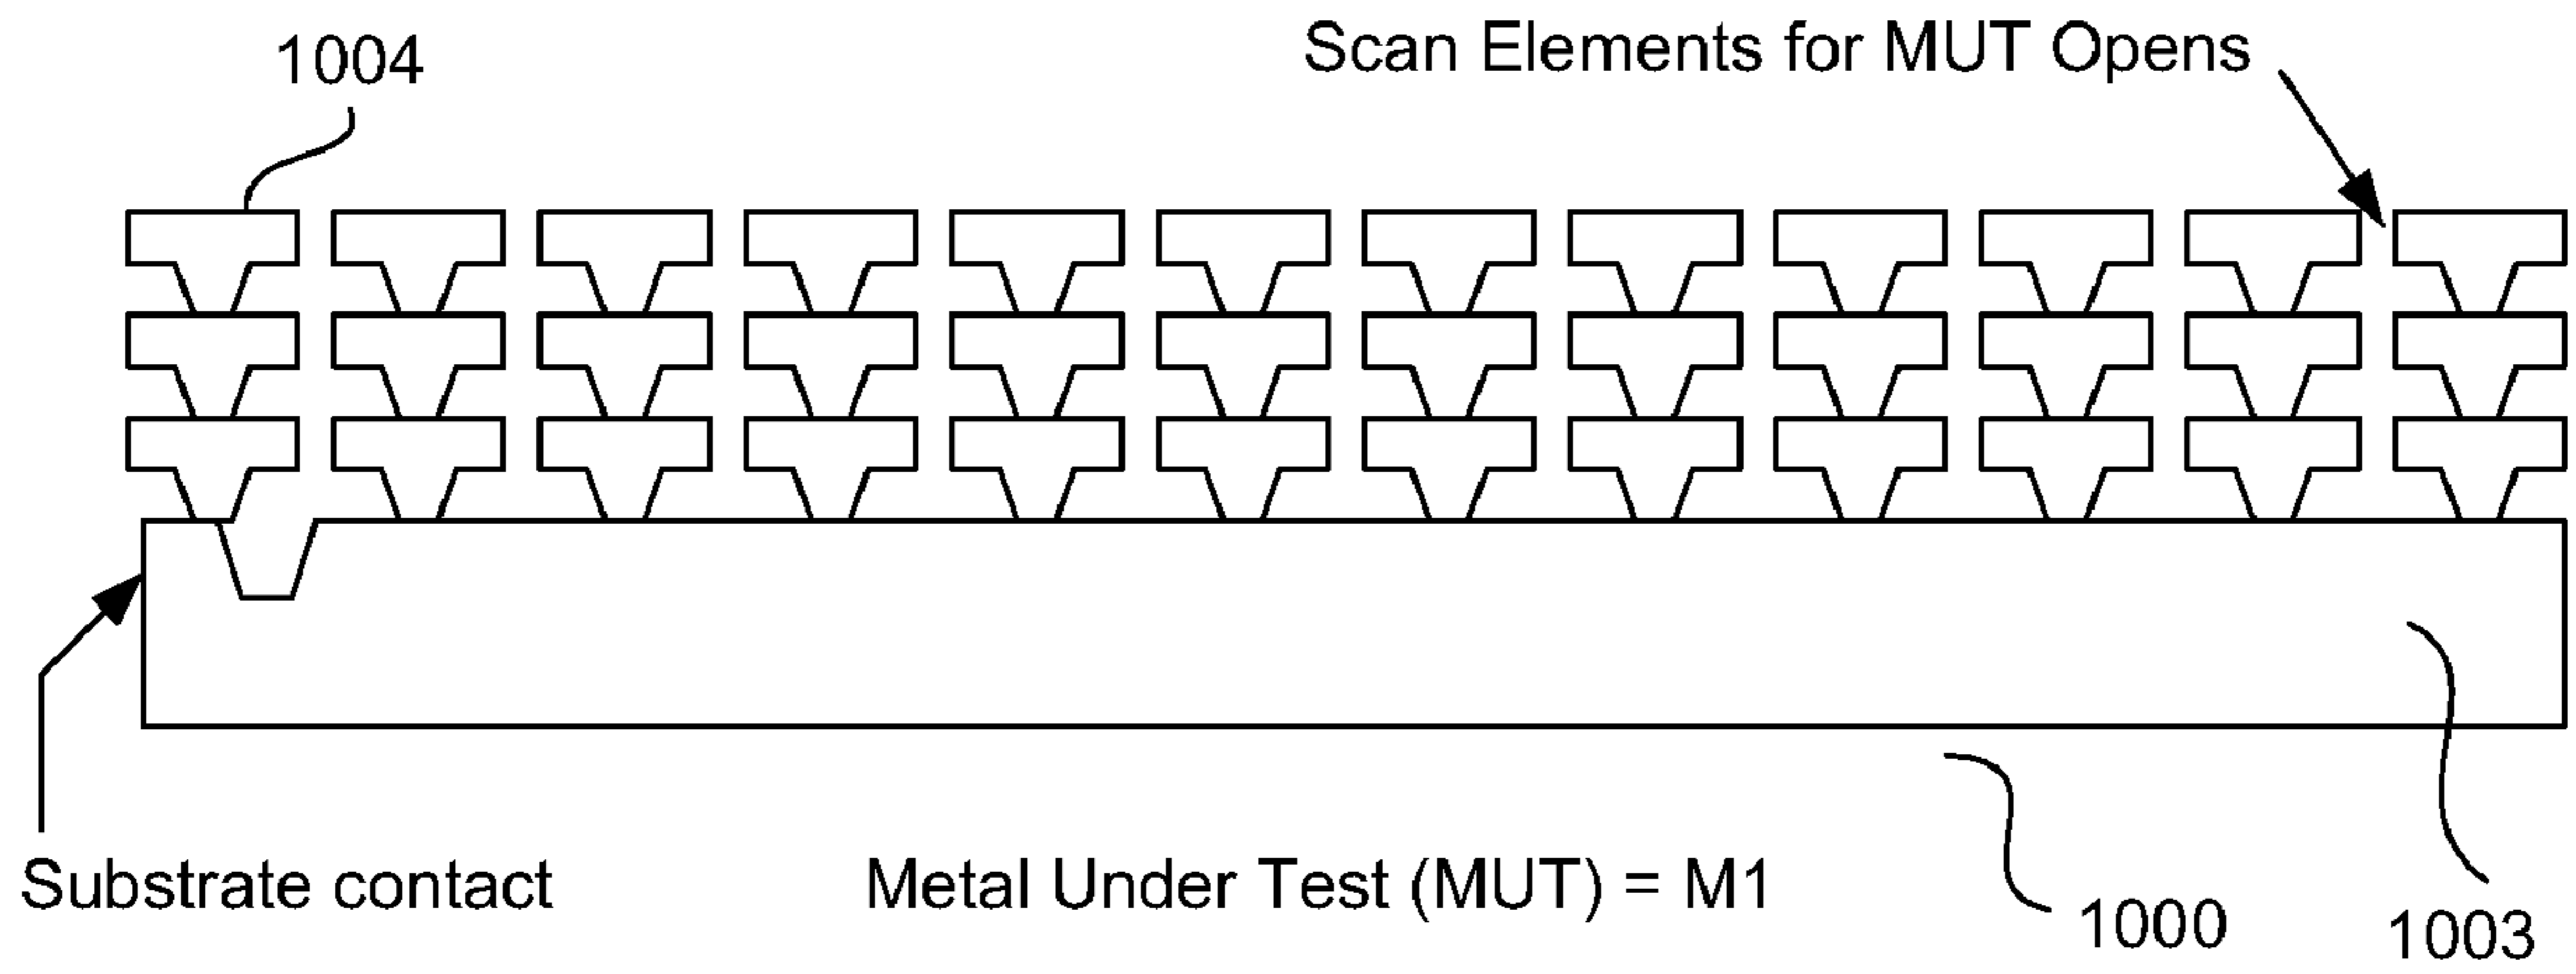 1004
Scan Elements for MUT Opens
Substrate contact
Metal Under Test (MUT) = M1
1000
1003